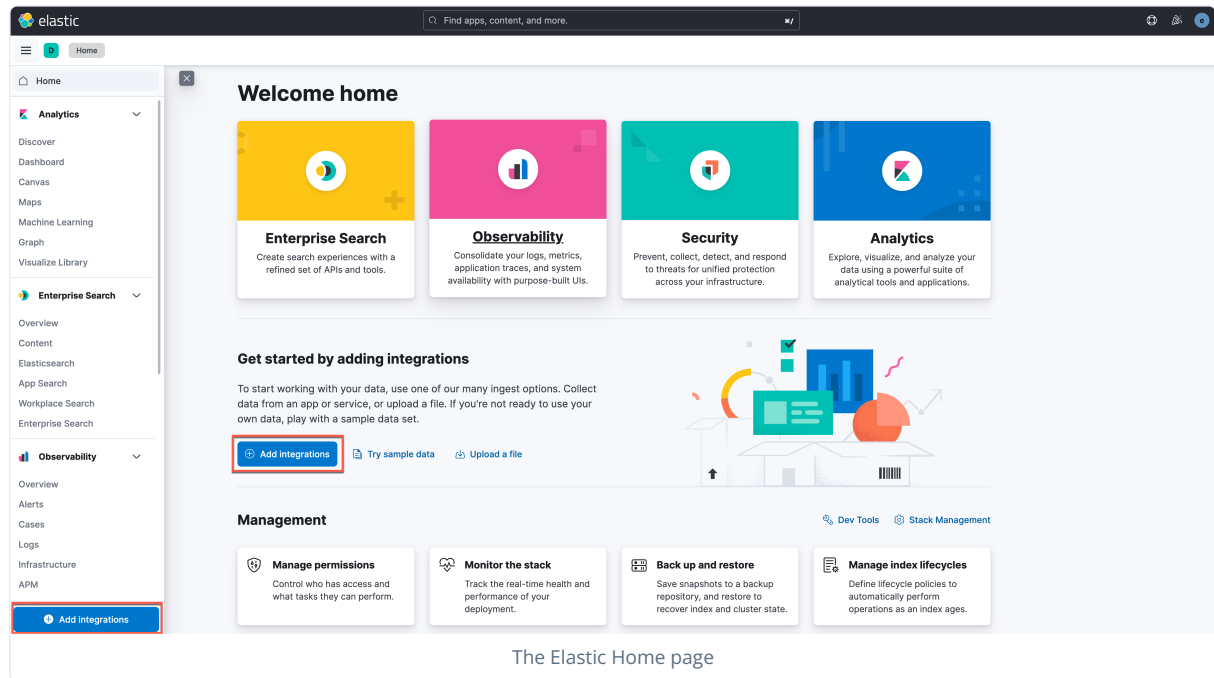 elastic
Find apps, content, and more.
⌘/
e
D
Home
Home
Analytics
Discover
Dashboard
Canvas
Maps
Machine Learning
Graph
Visualize Library
Enterprise Search
Overview
Content
Elasticsearch
App Search
Workplace Search
Enterprise Search
Observability
Overview
Alerts
Cases
Logs
Infrastructure
APM
Add integrations
Welcome home
Enterprise Search
Create search experiences with a
refined set of APIs and tools.
Observability
Consolidate your logs, metrics,
application traces, and system
availability with purpose-built UIs.
Security
Prevent, collect, detect, and respond
to threats for unified protection
across your infrastructure.
Analytics
Explore, visualize, and analyze your
data using a powerful suite of
analytical tools and applications.
Get started by adding integrations
To start working with your data, use one of our many ingest options. Collect
data from an app or service, or upload a file. If you're not ready to use your
own data, play with a sample data set.
Add integrations
Try sample data
Upload a file
Management
Dev Tools
Stack Management
Manage permissions
Control who has access and
what tasks they can perform.
Monitor the stack
Track the real-time health and
performance of your
deployment.
Back up and restore
Save snapshots to a backup
repository, and restore to
recover index and cluster state.
Manage index lifecycles
Define lifecycle policies to
automatically perform
operations as an index ages.
The Elastic Home page